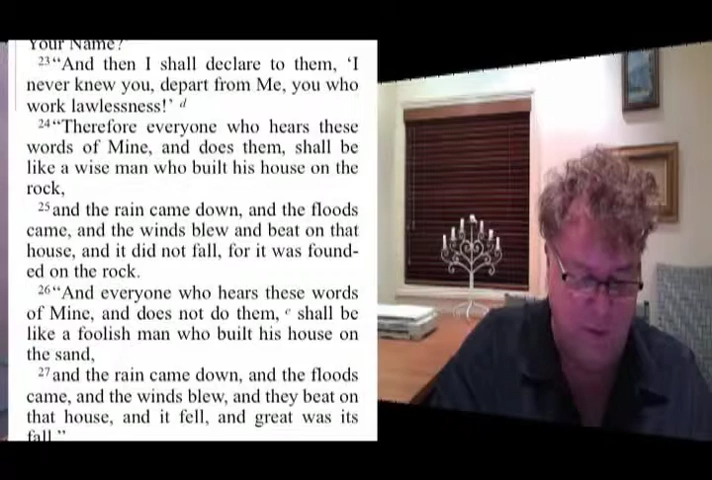 Your Name?'
23“And then I shall declare to them, ‘I
never knew you, depart from Me, you who
work lawlessness!’ d
24“Therefore everyone who hears these
words of Mine, and does them, shall be
like a wise man who built his house on the
rock,
25and the rain came down, and the floods
came, and the winds blew and beat on that
house, and it did not fall, for it was found-
ed on the rock.
26“And everyone who hears these words
of Mine, and does not do them, e shall be
like a foolish man who built his house on
the sand,
27and the rain came down, and the floods
came, and the winds blew, and they beat on
that house, and it fell, and great was its
fall.”